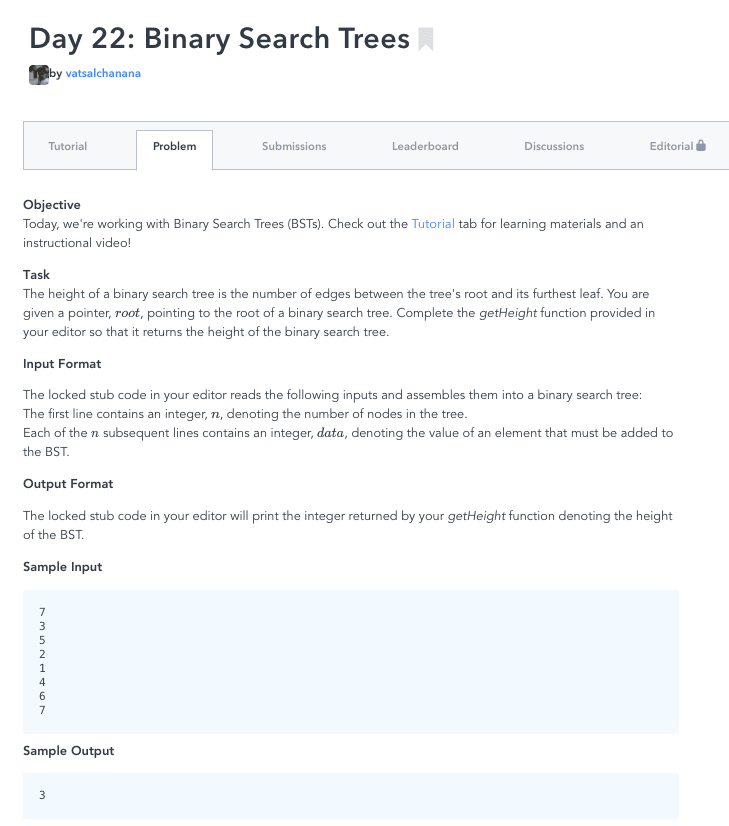 Day 22: Binary Search Trees
by vatsalchanana
Tutorial Problem Submissions Leaderboard Discussions Editorial
Objective
Today, we're working with Binary Search Trees (BSTs). Check out the Tutorial tab for learning materials and an
instructional video!
Task
The height of a binary search tree is the number of edges between the tree's root and its furthest leaf. You are
given a pointer, root, pointing to the root of a binary search tree. Complete the getHeight function provided in
your editor so that it returns the height of the binary search tree.
Input Format
The locked stub code in your editor reads the following inputs and assembles them into a binary search tree:
The first line contains an integer, n, denoting the number of nodes in the tree.
Each of the n subsequent lines contains an integer, data, denoting the value of an element that must be added to
the BST.
Output Format
The locked stub code in your editor will print the integer returned by your getHeight function denoting the height
of the BST.
Sample Input
7
3
5
2
1
4
6
7
Sample Output
3